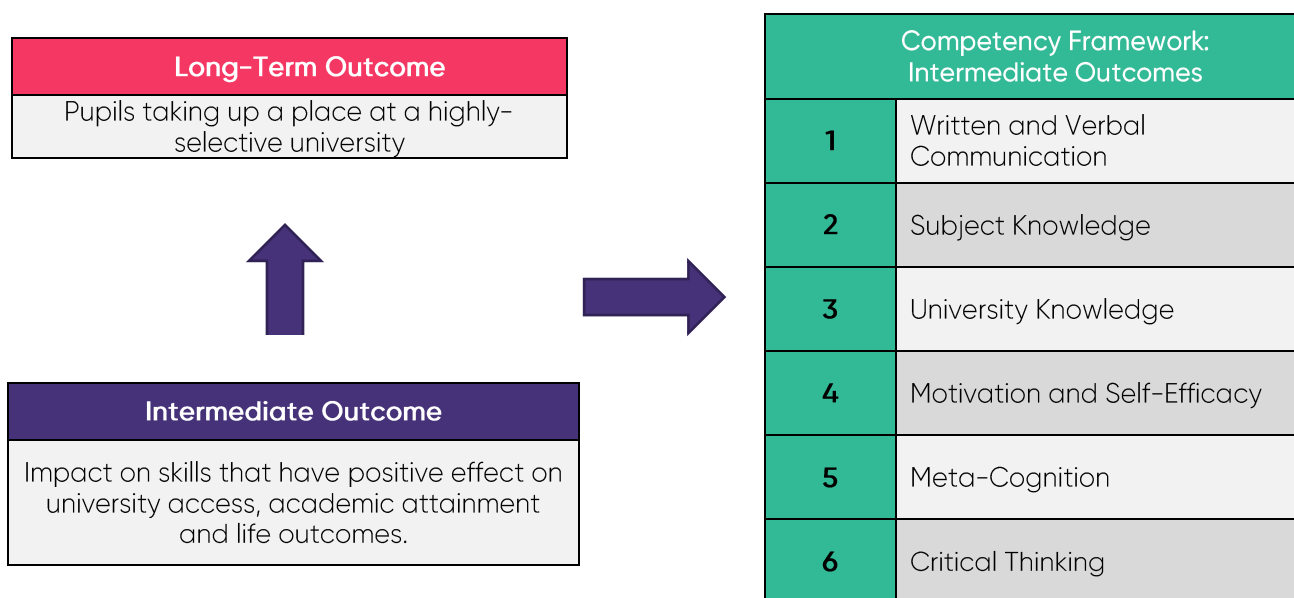 Long-Term Outcome
Pupils taking up a place at a highly-
selective university
Intermediate Outcome
Impact on skills that have positive effect on
university access, academic attainment
and life outcomes.
Competency Framework:
Intermediate Outcomes
1
Written and Verbal
Communication
2
Subject Knowledge
3
University Knowledge
4
Motivation and Self-Efficacy
5
Meta-Cognition
6
Critical Thinking